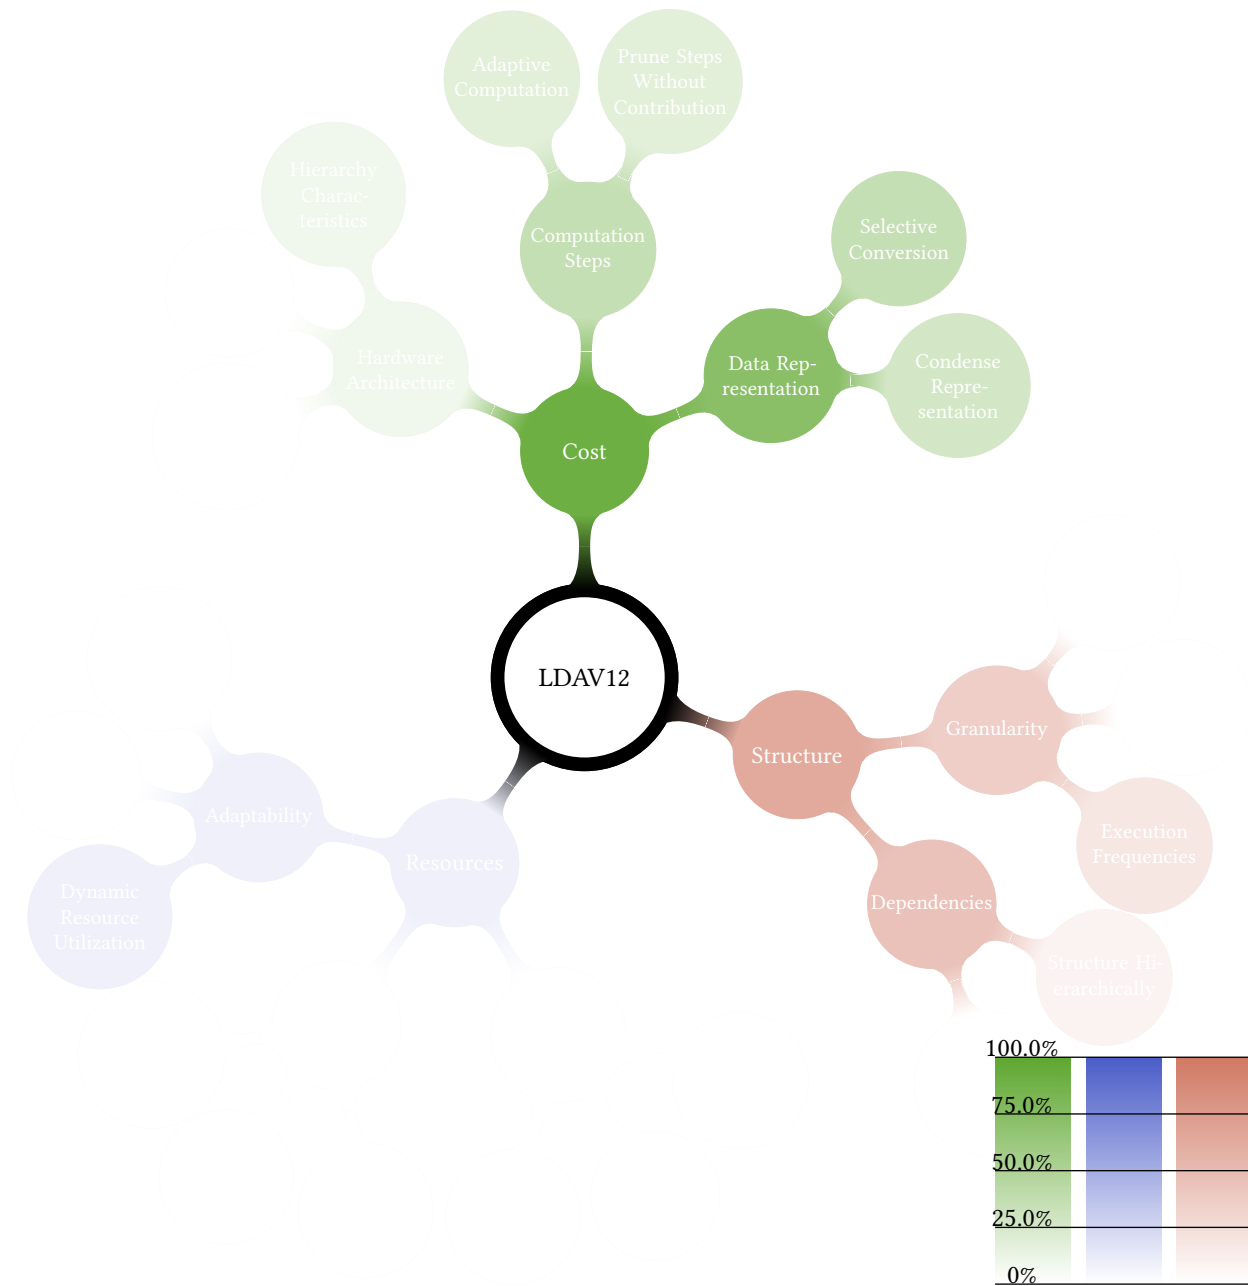 Adaptive
Computation
Prune Steps
Without
Contribution
Hierarchy
Charac-
teristics
Computation
Steps
Selective
Conversion
Hardware
Architecture
Data Rep-
resentation
Condense
Repre-
sentation
Cost
LDAV12
Structure
Granularity
Execution
Frequencies
Dependencies
Structure Hi-
erarchically
Adaptability
Resources
Dynamic
Resource
Utilization
100.0%
75.0%
50.0%
25.0%
0%